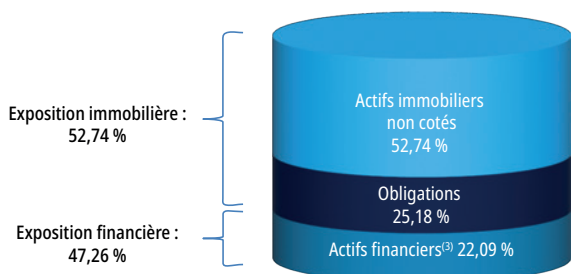 Exposition immobilière :
52,74 %
Exposition financière :
47,26 %
Actifs immobiliers
non cotés
52,74 %
Obligations
25,18 %
Actifs financiers⁽³⁾ 22,09 %